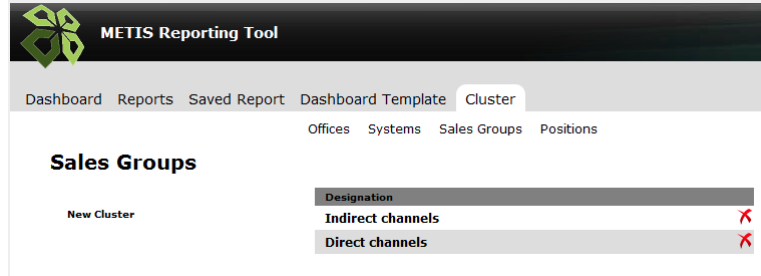 METIS Reporting Tool
Dashboard Reports Saved Report Dashboard Template Cluster
Offices Systems Sales Groups Positions
Sales Groups
New Cluster
Designation
Indirect channels
Direct channels